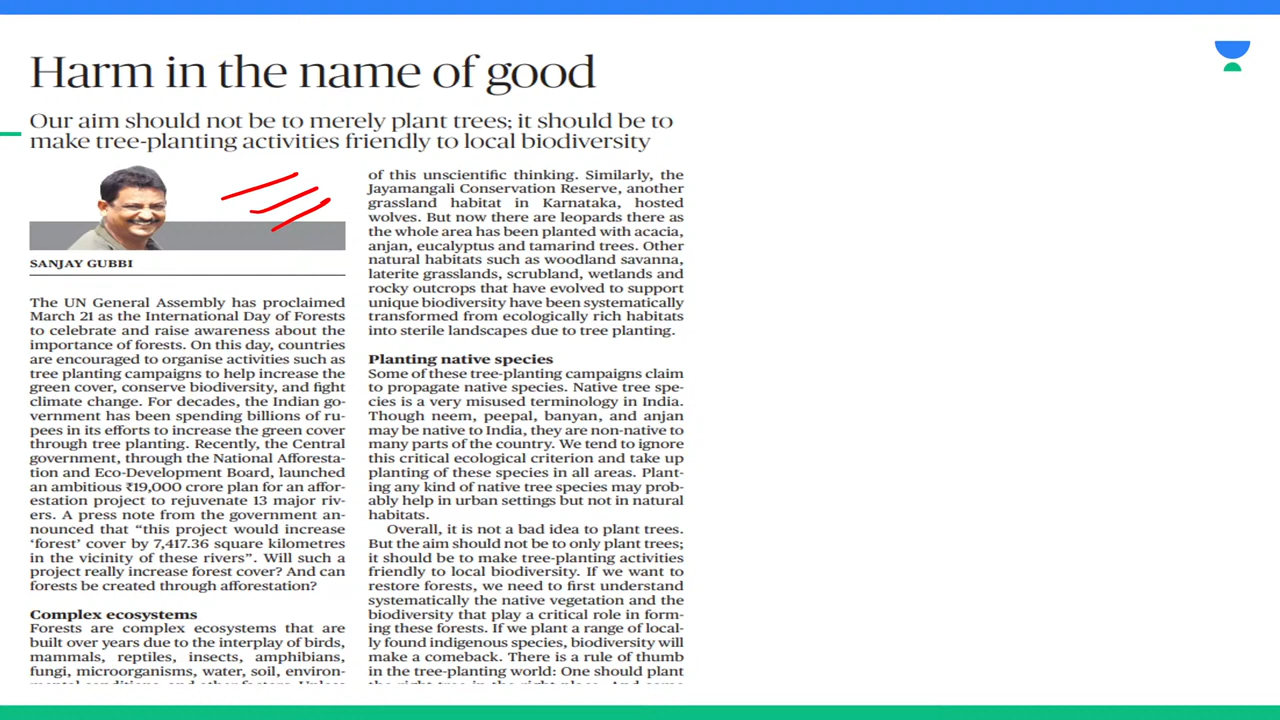 Harm in the name of good
Our aim should not be to merely plant trees; it should be to
make tree-planting activities friendly to local biodiversity
SANJAY GUBBI
The UN General Assembly has proclaimed
March 21 as the International Day of Forests
to celebrate and raise awareness about the
importance of forests. On this day, countries
are encouraged to organise activities such as
tree planting campaigns to help increase the
green cover, conserve biodiversity, and fight
climate change. For decades, the Indian go-
vernment has been spending billions of ru-
pees in its efforts to increase the green cover
through tree planting. Recently, the Central
government, through the National Afforesta-
tion and Eco-Development Board, launched
an ambitious ₹19,000 crore plan for an affor-
estation project to rejuvenate 13 major riv-
ers. A press note from the government an-
nounced that “this project would increase
‘forest’ cover by 7,417.36 square kilometres
in the vicinity of these rivers”. Will such a
project really increase forest cover? And can
forests be created through afforestation?
Complex ecosystems
Forests are complex ecosystems that are
built over years due to the interplay of birds,
mammals, reptiles, insects, amphibians,
fungi, microorganisms, water, soil, environ-
of this unscientific thinking. Similarly, the
Jayamangali Conservation Reserve, another
grassland habitat in Karnataka, hosted
wolves. But now there are leopards there as
the whole area has been planted with acacia,
anjan, eucalyptus and tamarind trees. Other
natural habitats such as woodland savanna,
laterite grasslands, scrubland, wetlands and
rocky outcrops that have evolved to support
unique biodiversity have been systematically
transformed from ecologically rich habitats
into sterile landscapes due to tree planting.
Planting native species
Some of these tree-planting campaigns claim
to propagate native species. Native tree spe-
cies is a very misused terminology in India.
Though neem, peepal, banyan, and anjan
may be native to India, they are non-native to
many parts of the country. We tend to ignore
this critical ecological criterion and take up
planting of these species in all areas. Plant-
ing any kind of native tree species may prob-
ably help in urban settings but not in natural
habitats.
Overall, it is not a bad idea to plant trees.
But the aim should not be to only plant trees;
it should be to make tree-planting activities
friendly to local biodiversity. If we want to
restore forests, we need to first understand
systematically the native vegetation and the
biodiversity that play a critical role in form-
ing these forests. If we plant a range of local-
ly found indigenous species, biodiversity will
make a comeback. There is a rule of thumb
in the tree-planting world: One should plant